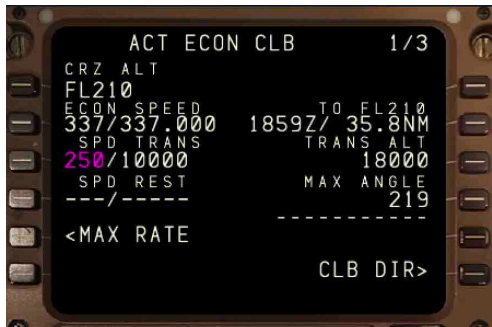 ACT ECON CLB 1/3
CRZ ALT
FL210
ECON SPEED TO FL210
337/337.000 1859Z/ 35.8NM
SPD TRANS TRANS ALT
250/10000 18000
SPD REST MAX ANGLE
---/----- 219
-----------
<MAX RATE
CLB DIR>